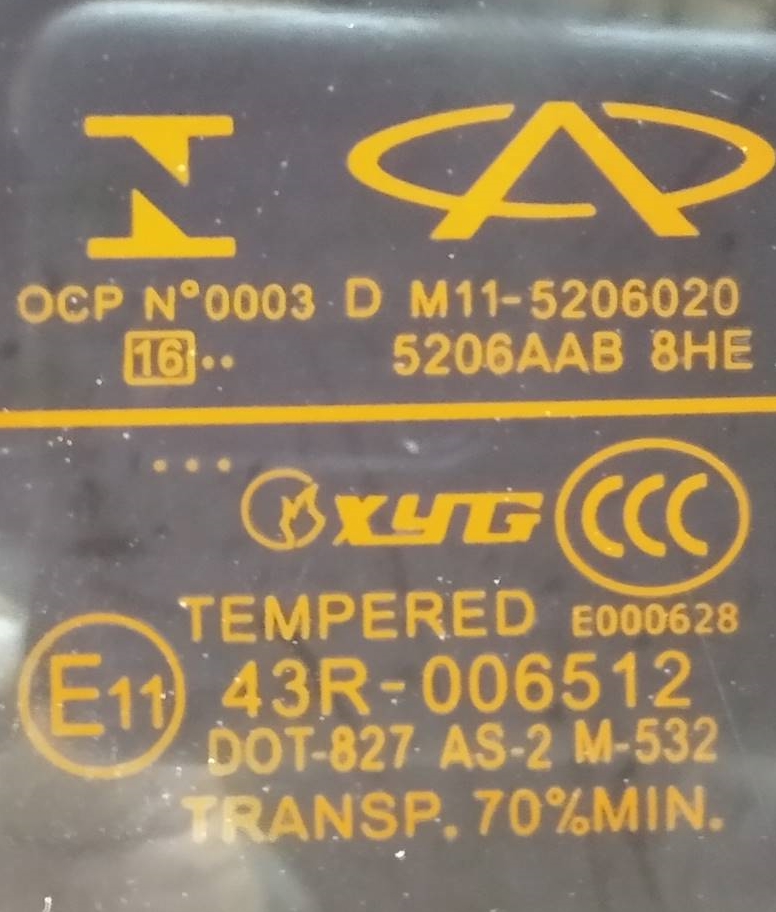 OCP N°0003 D M11-5206020
16.. 5206AAB 8HE
...
XYG CCC
TEMPERED E000628
E11 43R-006512
DOT-827 AS-2 M-532
TRANSP. 70%MIN.